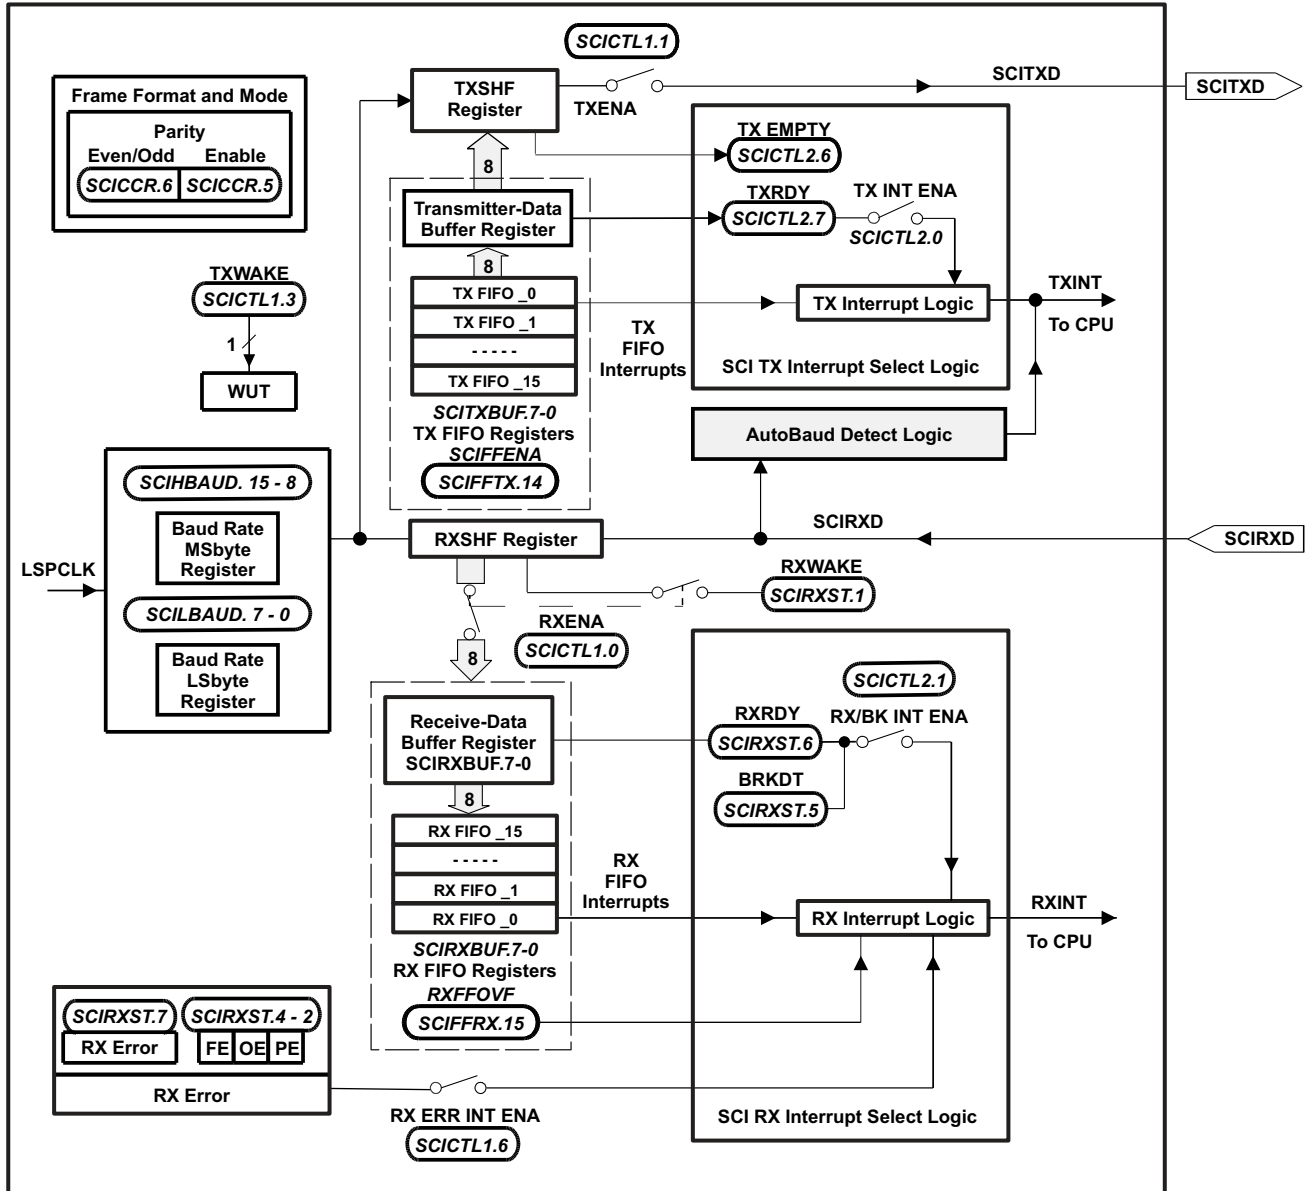 SCICTL1.1
Frame Format and Mode
Parity
Even/Odd Enable
SCICCR.6 SCICCR.5
TXSHF
Register
TXENA
SCITXD
SCITXD
8
TX EMPTY
SCICTL2.6
Transmitter-Data
Buffer Register
TXRDY
SCICTL2.7
TX INT ENA
SCICTL2.0
TXWAKE
SCICTL1.3
1
WUT
8
TX FIFO _0
TX FIFO _1
- - - - -
TX FIFO _15
SCITXBUF.7-0
TX FIFO Registers
SCIFFENA
SCIFFTX.14
TX
FIFO
Interrupts
TX Interrupt Logic
TXINT
To CPU
SCI TX Interrupt Select Logic
AutoBaud Detect Logic
SCIHBAUD. 15 - 8
Baud Rate
MSbyte
Register
LSPCLK
SCILBAUD. 7 - 0
Baud Rate
LSbyte
Register
RXSHF Register
SCIRXD
SCIRXD
RXWAKE
SCIRXST.1
RXENA
SCICTL1.0
8
Receive-Data
Buffer Register
SCIRXBUF.7-0
SCICTL2.1
RXRDY
SCIRXST.6
RX/BK INT ENA
BRKDT
SCIRXST.5
8
RX FIFO _15
- - - - -
RX FIFO _1
RX FIFO _0
SCIRXBUF.7-0
RX FIFO Registers
RXFFOVF
SCIFFRX.15
RX
FIFO
Interrupts
RX Interrupt Logic
RXINT
To CPU
SCIRXST.7 SCIRXST.4 - 2
RX Error FE OE PE
RX Error
RX ERR INT ENA
SCICTL1.6
SCI RX Interrupt Select Logic